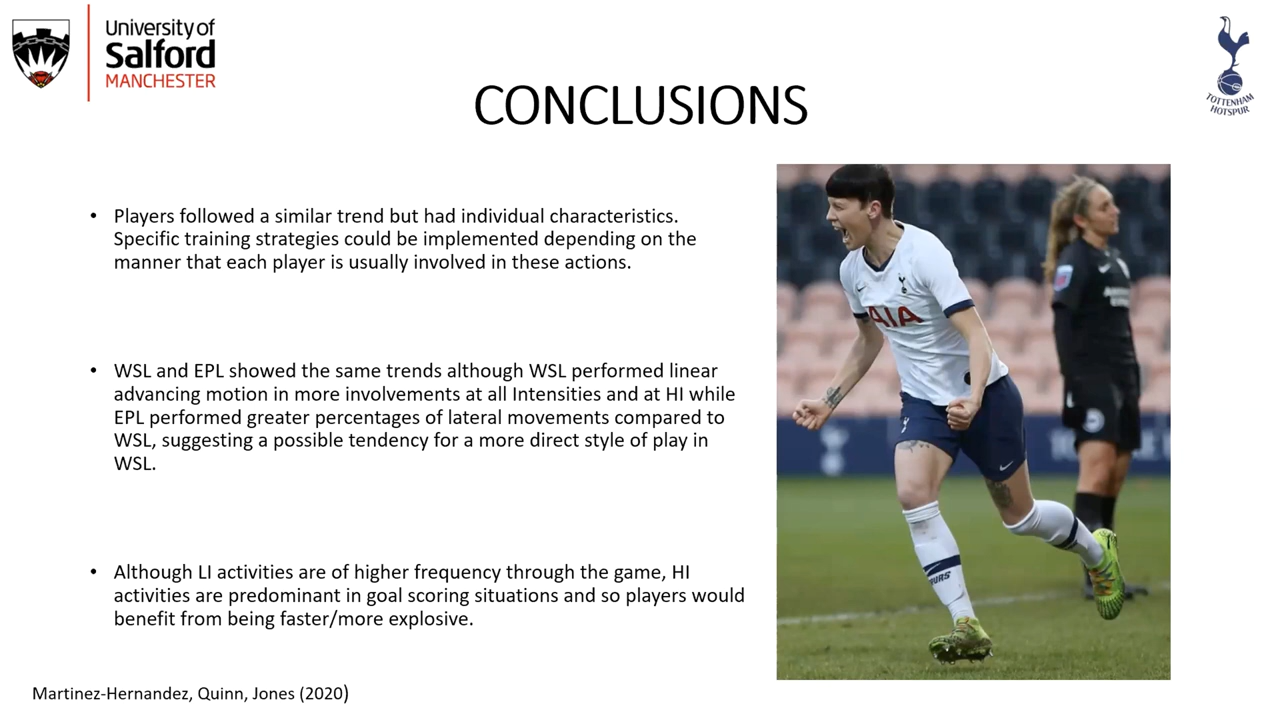 University of
Salford
MANCHESTER
TOTTENHAM
HOTSPUR
CONCLUSIONS
• Players followed a similar trend but had individual characteristics.
Specific training strategies could be implemented depending on the
manner that each player is usually involved in these actions.
• WSL and EPL showed the same trends although WSL performed linear
advancing motion in more involvements at all Intensities and at HI while
EPL performed greater percentages of lateral movements compared to
WSL, suggesting a possible tendency for a more direct style of play in
WSL.
• Although LI activities are of higher frequency through the game, HI
activities are predominant in goal scoring situations and so players would
benefit from being faster/more explosive.
AIA
Martinez-Hernandez, Quinn, Jones (2020)